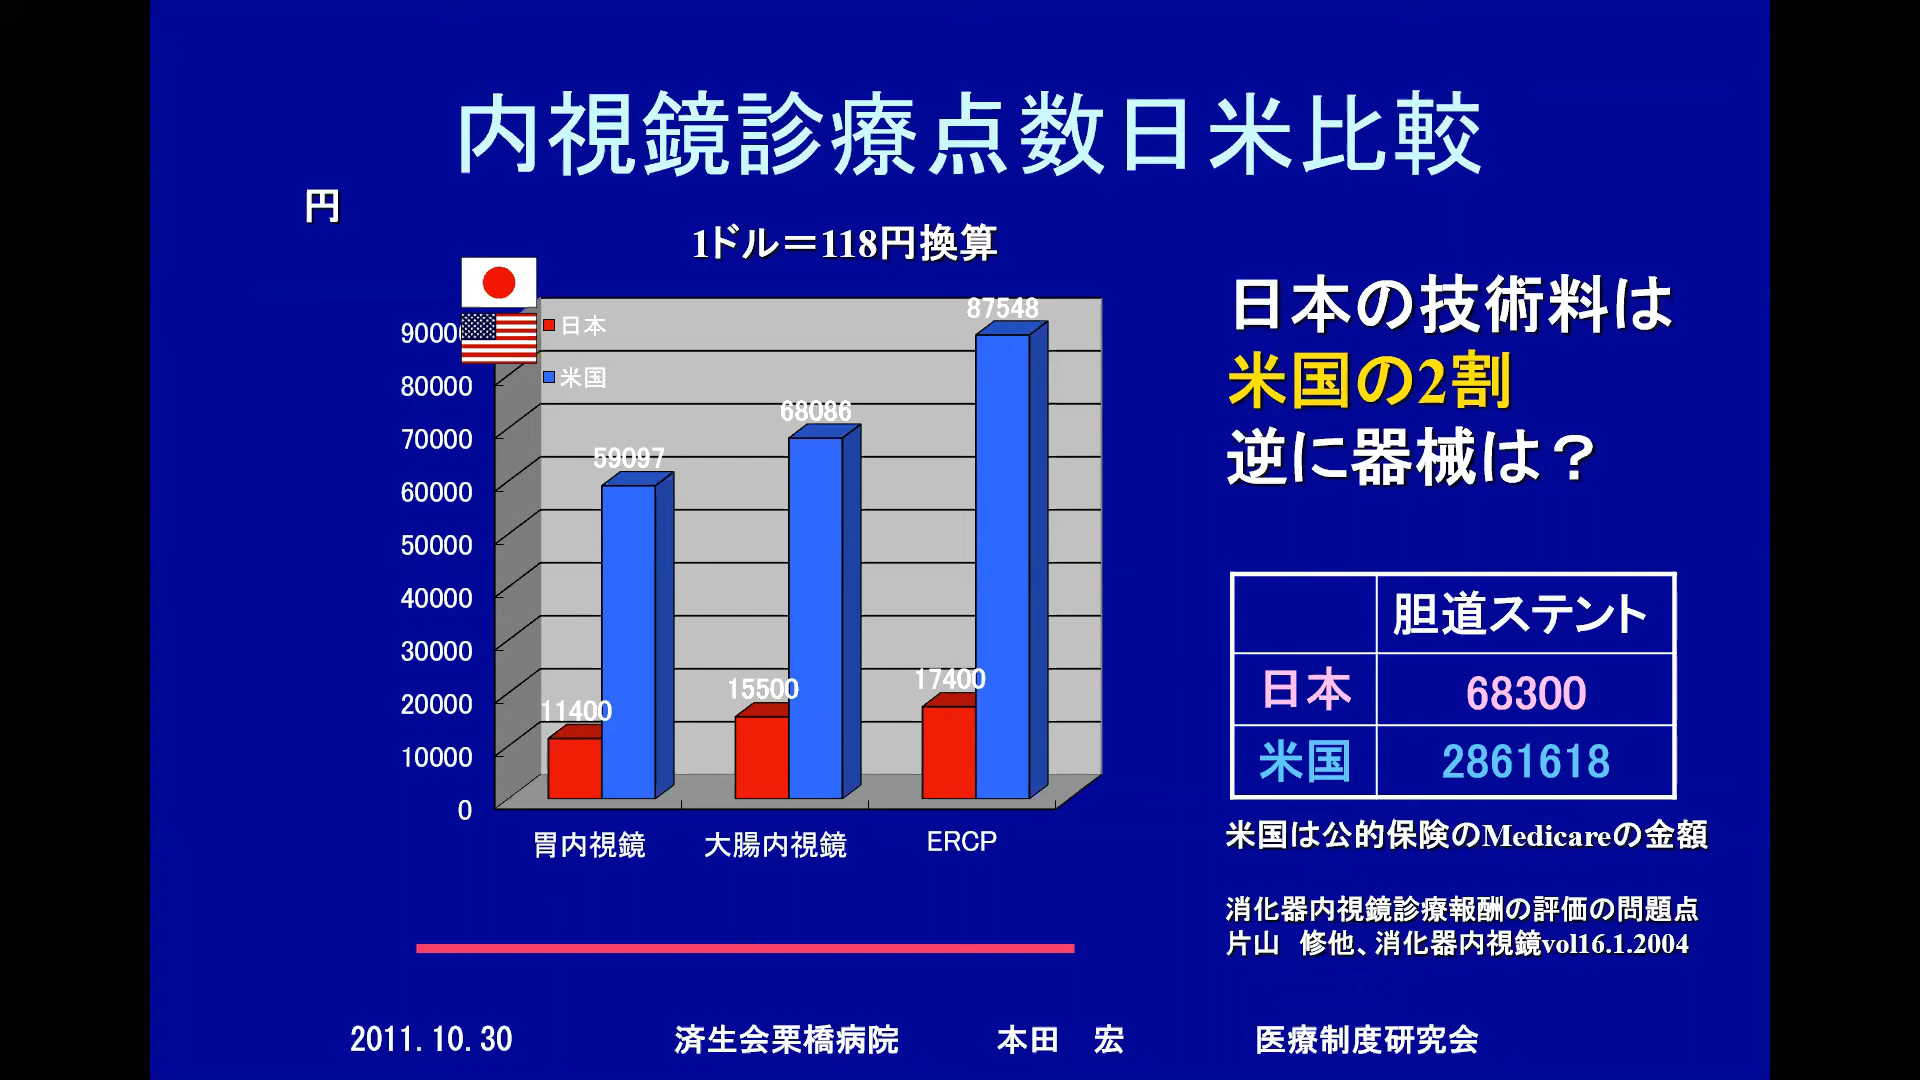 内視鏡診療点数日米比較
円
1ドル＝118円換算
日本
米国
90000
80000
70000
60000
50000
40000
30000
20000
10000
0
11400
59097
15500
68086
17400
87548
胃内視鏡
大腸内視鏡
ERCP
日本の技術料は
米国の2割
逆に器械は？
胆道ステント
日本 68300
米国 2861618
米国は公的保険のMedicareの金額
消化器内視鏡診療報酬の評価の問題点
片山　修他、消化器内視鏡vol16.1.2004
2011.10.30 済生会栗橋病院 本田　宏 医療制度研究会